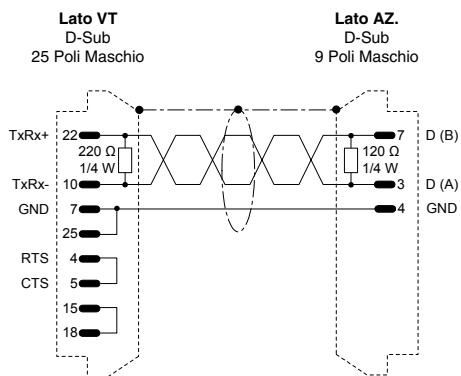 Lato VT
D-Sub
25 Poli Maschio
Lato AZ.
D-Sub
9 Poli Maschio
TxRx+ 22
220 Ω
1/4 W
120 Ω
1/4 W
7 D (B)
TxRx- 10
3 D (A)
GND 7
4 GND
25
RTS 4
CTS 5
15
18